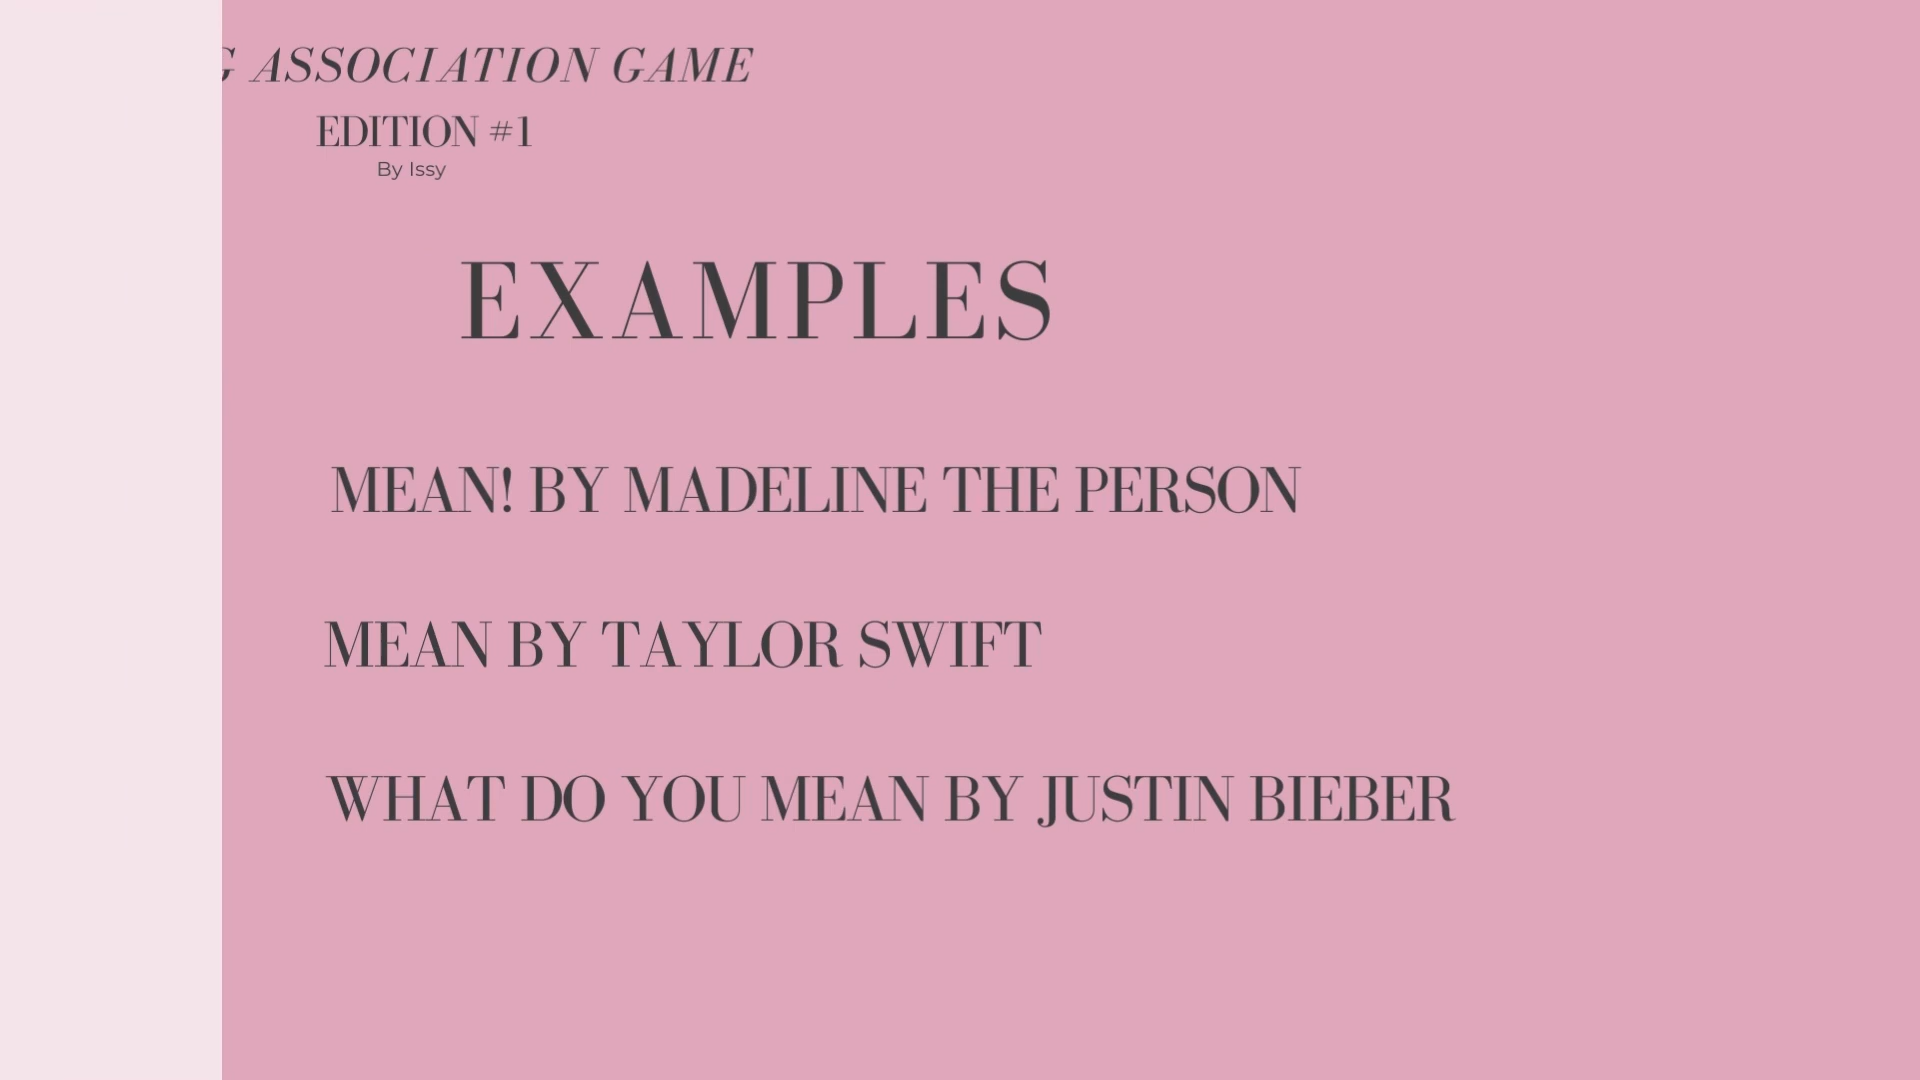 G ASSOCIATION GAME
EDITION #1
By Issy
EXAMPLES
MEAN! BY MADELINE THE PERSON
MEAN BY TAYLOR SWIFT
WHAT DO YOU MEAN BY JUSTIN BIEBER